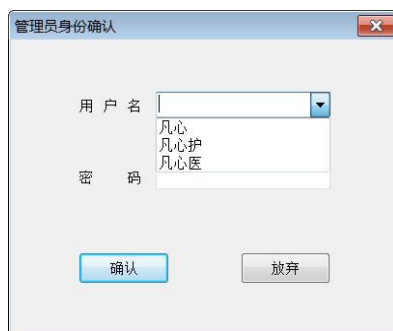 管理员身份确认
用 户 名
凡心
凡心护
凡心医
密 码
确认
放弃